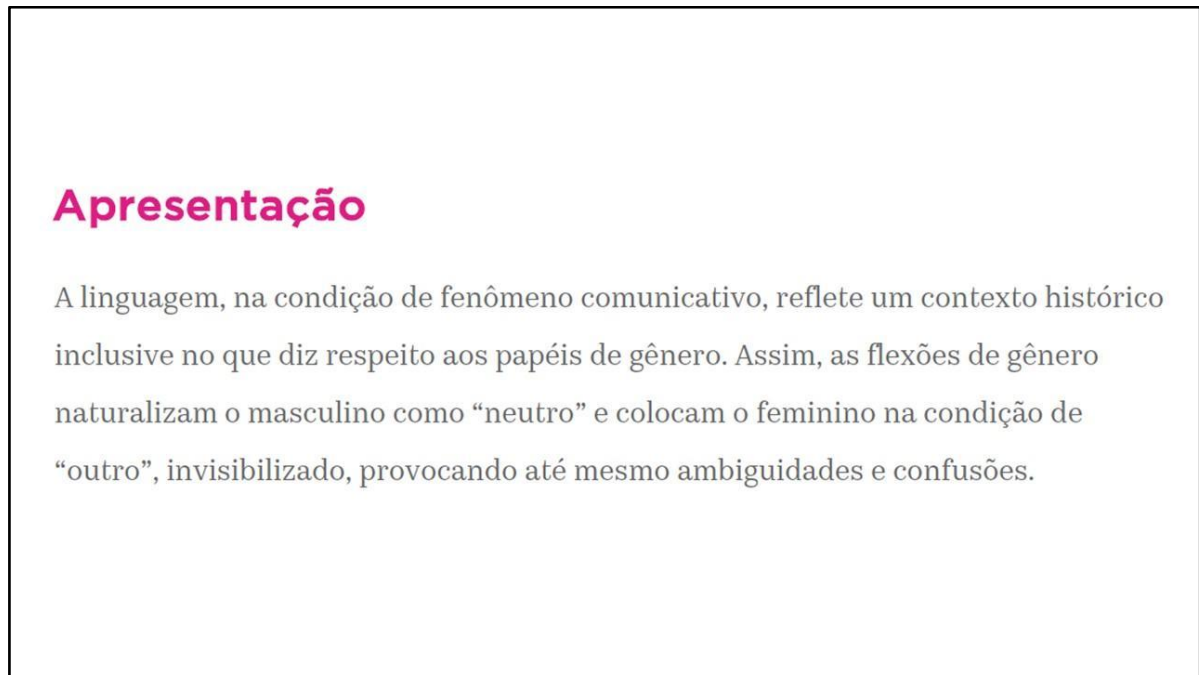 Apresentação
A linguagem, na condição de fenômeno comunicativo, reflete um contexto histórico
inclusive no que diz respeito aos papéis de gênero. Assim, as flexões de gênero
naturalizam o masculino como “neutro” e colocam o feminino na condição de
“outro”, invisibilizado, provocando até mesmo ambiguidades e confusões.